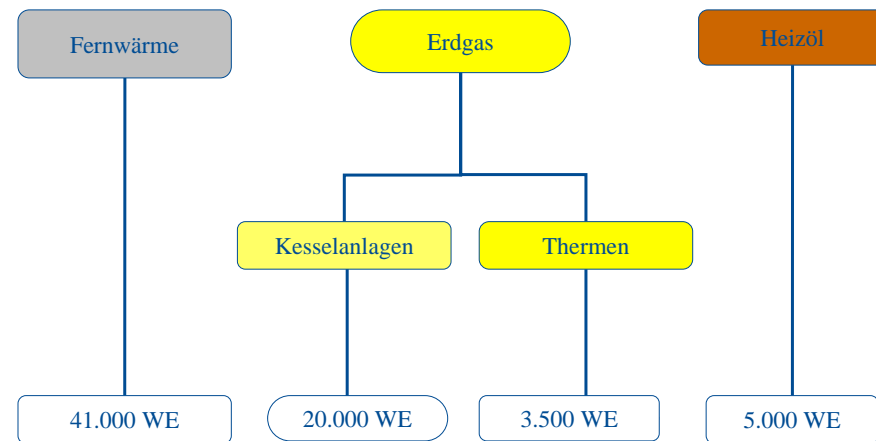 Fernwärme
Erdgas
Heizöl
Kesselanlagen
Thermen
41.000 WE
20.000 WE
3.500 WE
5.000 WE